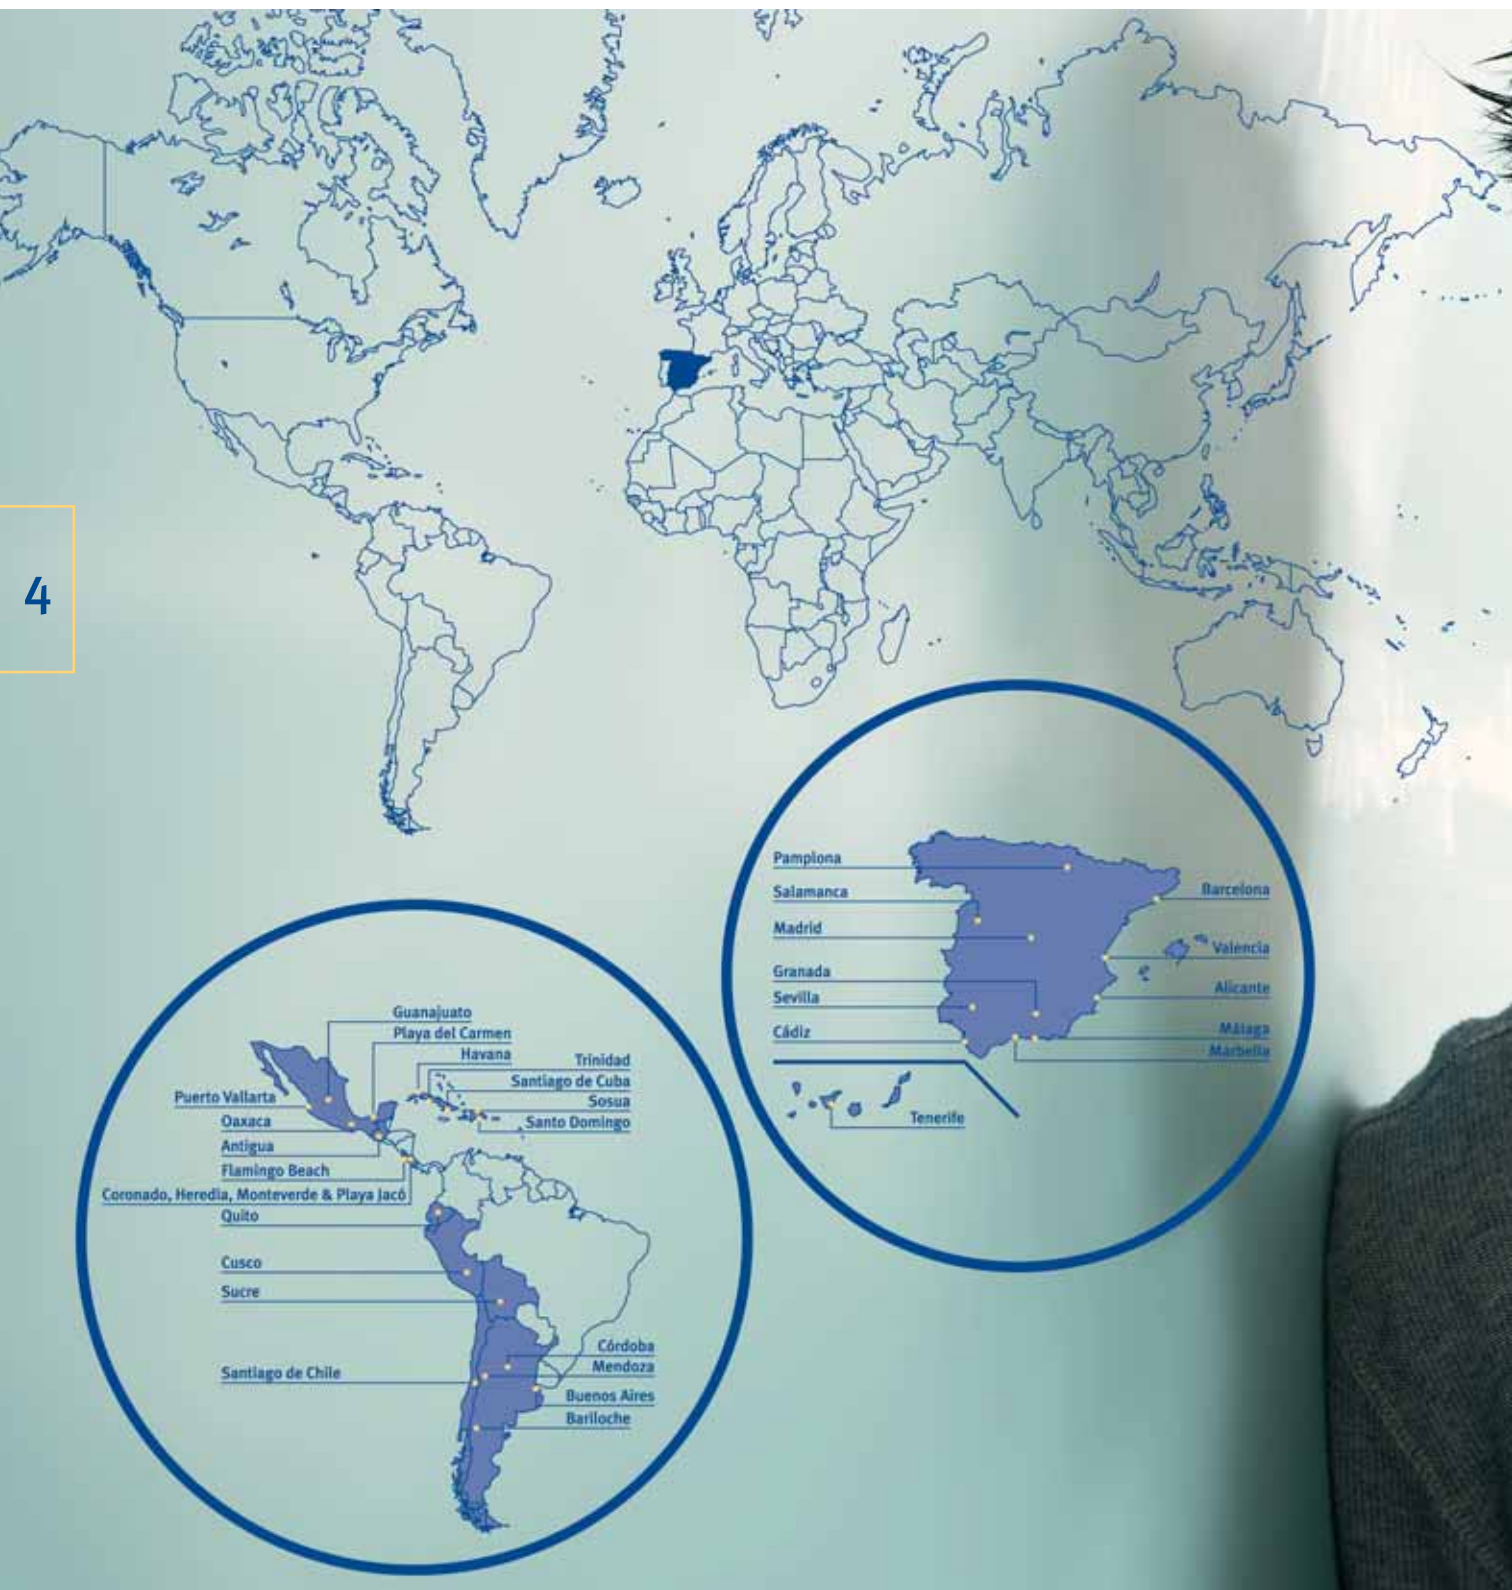 4
Pamplona
Salamanca
Madrid
Granada
Sevilla
Cádiz
Barcelona
Valencia
Alicante
Málaga
Marbella
Tenerife
Guanajuato
Playa del Carmen
Havana
Trinidad
Santiago de Cuba
Sosua
Santo Domingo
Puerto Vallarta
Oaxaca
Antigua
Flamingo Beach
Coronado, Heredia, Monteverde & Playa Jacó
Quito
Cusco
Sucre
Santiago de Chile
Córdoba
Mendoza
Buenos Aires
Bariloche